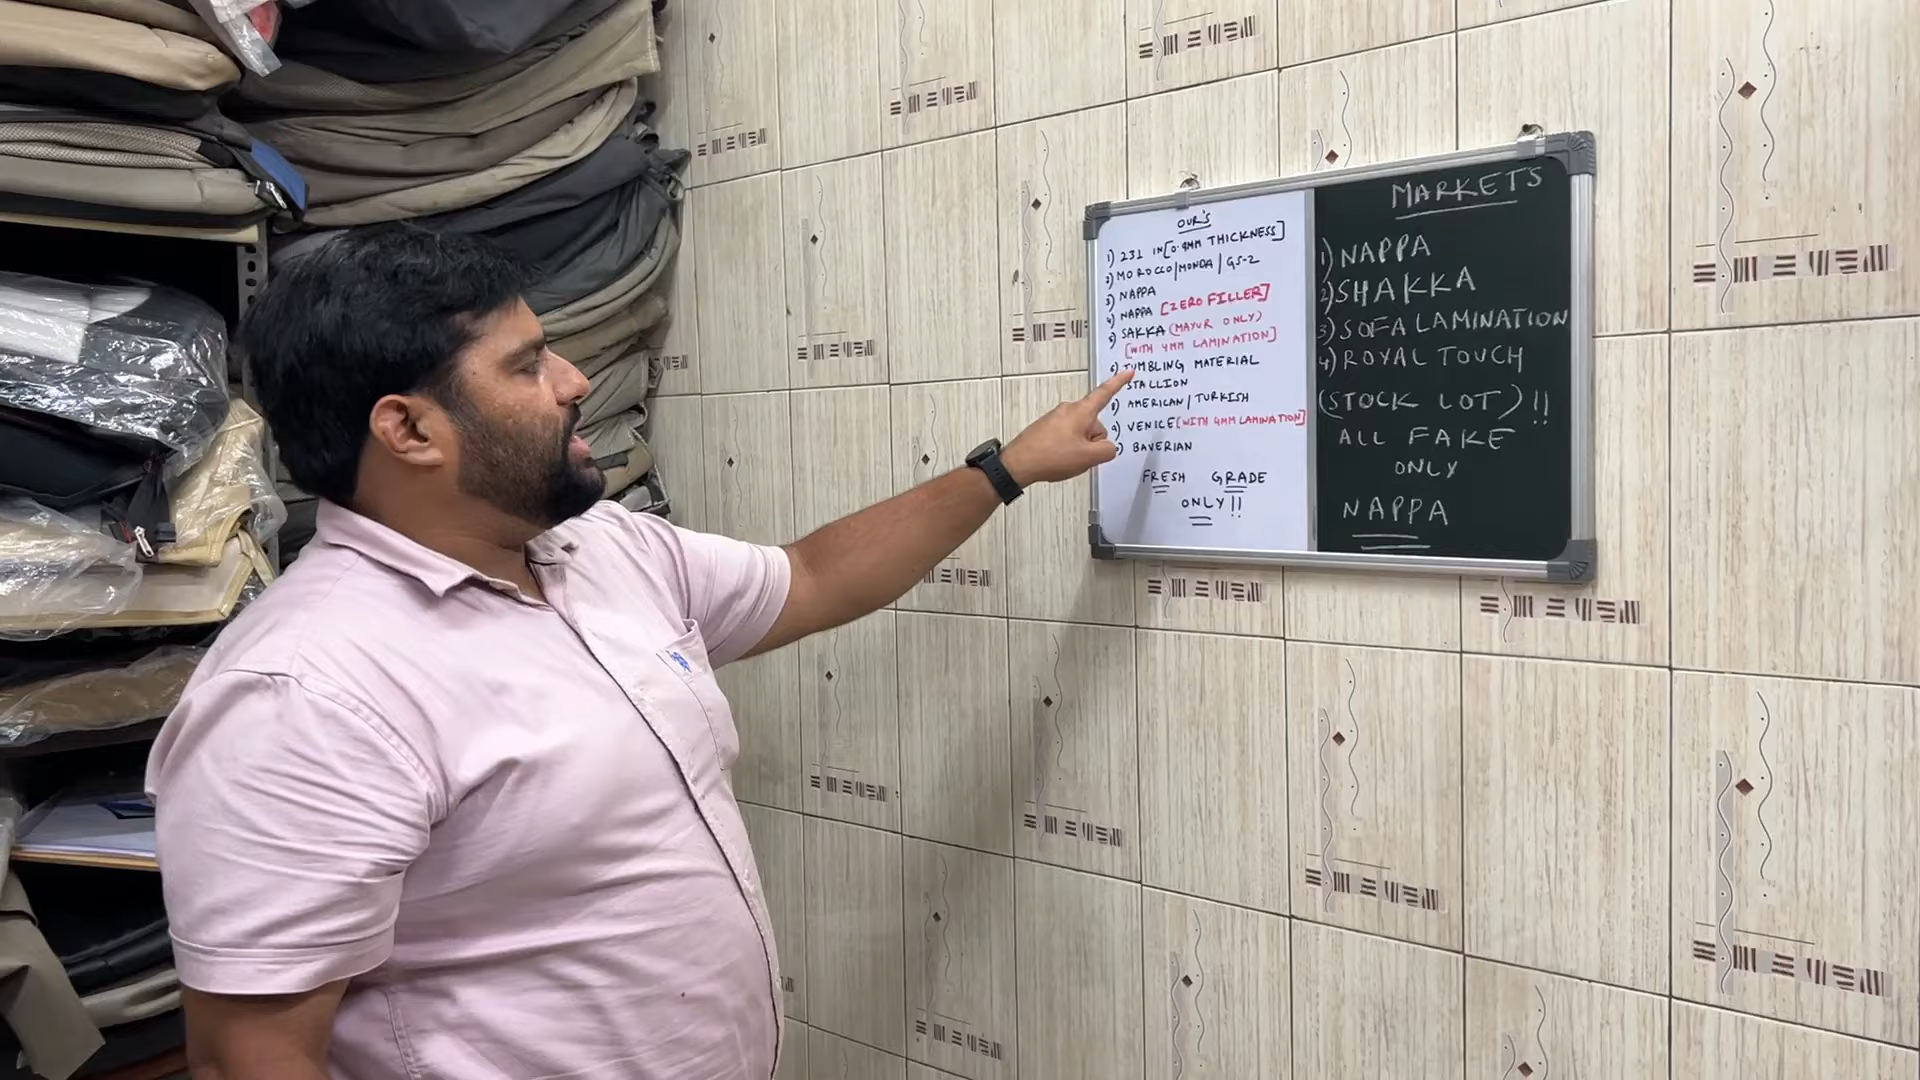 OUR'S
1) 231 IN [0.9MM THICKNESS]
2) MOROCCO/MONDA/GS-2
3) NAPPA
4) NAPPA [ZERO FILLER]
5) SAKKA (MAYUR ONLY)
[WITH 4MM LAMINATION]
6) TUMBLING MATERIAL
STALLION
8) AMERICAN/TURKISH
9) VENICE [WITH 4MM LAMINATION]
BAVERIAN
FRESH GRADE
ONLY!!
MARKETS
1) NAPPA
2) SHAKKA
3) SOFA LAMINATION
4) ROYAL TOUCH
(STOCK LOT)!!
ALL FAKE
ONLY
NAPPA